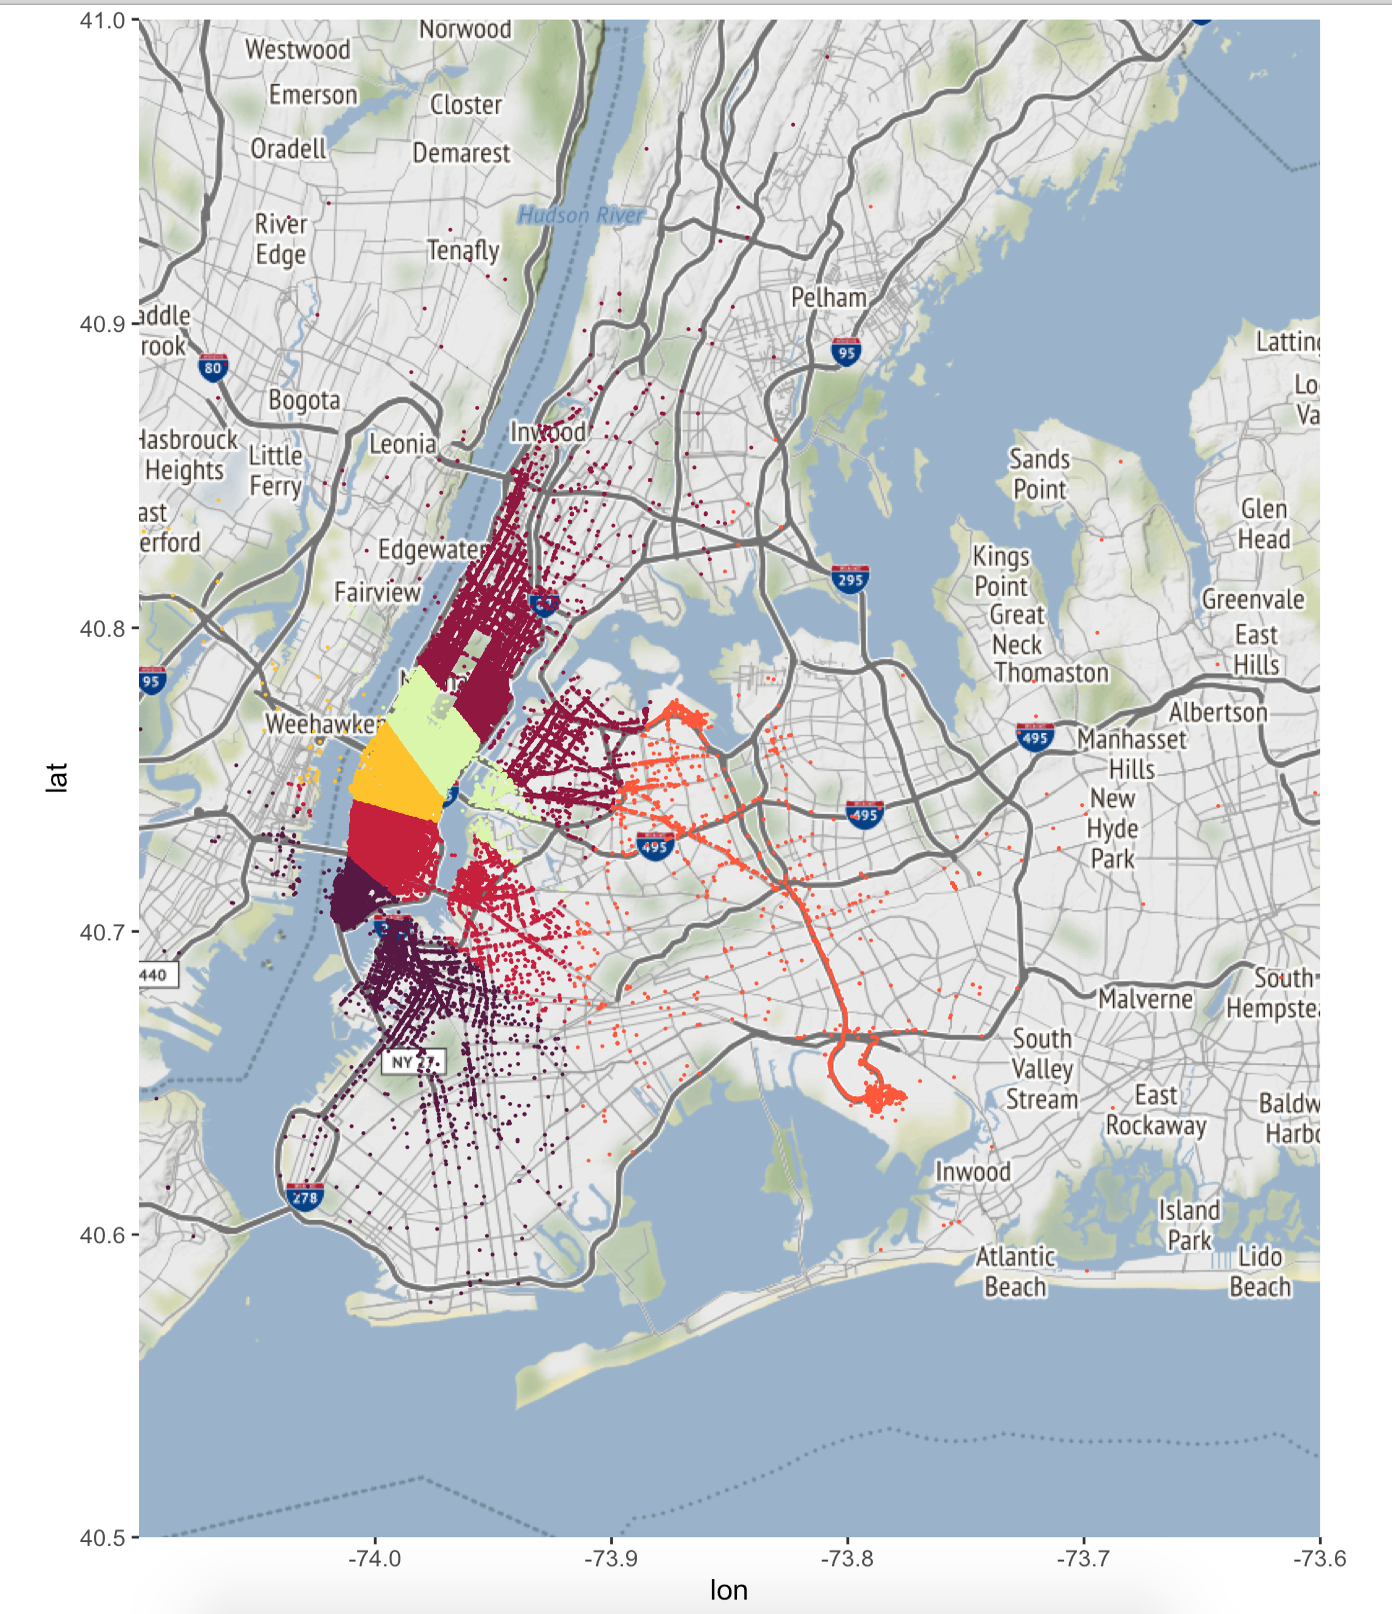 41.0
Norwood
Westwood
Emerson
Closter
Oradell
Demarest
Hudson River
River
Edge
Tenafly
Pelham
40.9
addle
rook
95
Latting
80
Lo
Va
Bogota
Hasbrouck
Heights
Leonia
Inwood
Little
Ferry
Sands
Point
ast
erford
Glen
Head
Edgewater
Kings
Point
295
Fairview
Great
Neck
Greenvale
40.8
East
Hills
Thomaston
95
Weehawken
Albertson
495
Manhasset
Hills
lat
New
Hyde
Park
495
495
40.7
440
South
Hempste
Malverne
NY 27
South
Valley
Stream
East
Rockaway
Baldw
Harbo
Inwood
278
Island
Park
40.6
Atlantic
Beach
Lido
Beach
40.5
-74.0
-73.9
-73.8
-73.7
-73.6
lon